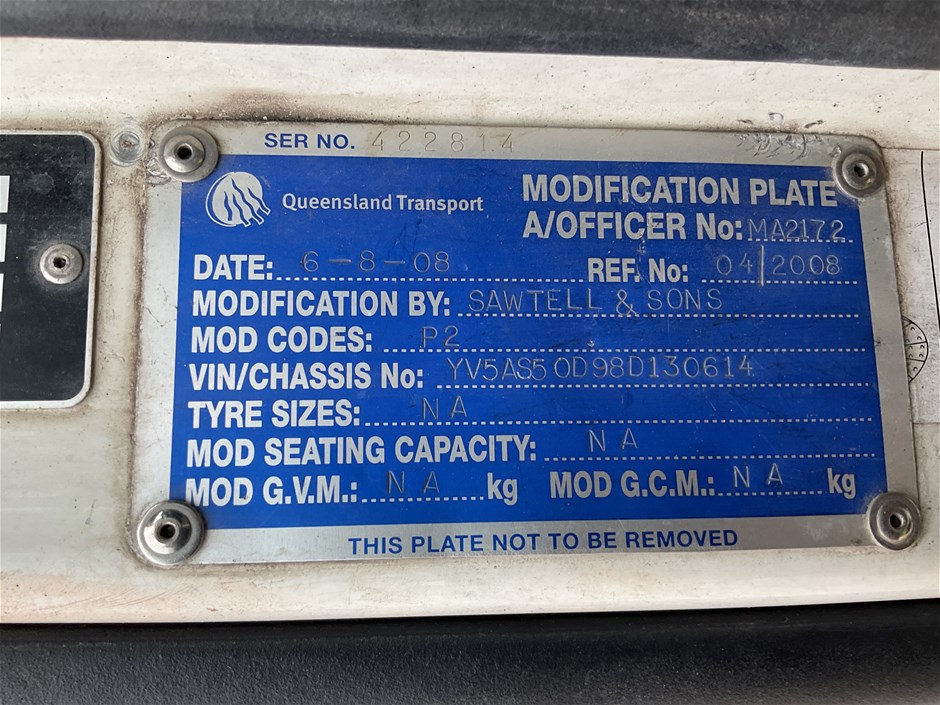 SER NO. 422814
Queensland Transport
MODIFICATION PLATE
A/OFFICER No: MA2172
DATE: 6-8-08 REF. No: 04/2008
MODIFICATION BY: SAWTELL & SONS
MOD CODES: P2
VIN/CHASSIS No: YV5AS50D98D130614
TYRE SIZES: NA
MOD SEATING CAPACITY: NA
MOD G.V.M.: NA kg MOD G.C.M.: NA kg
THIS PLATE NOT TO BE REMOVED